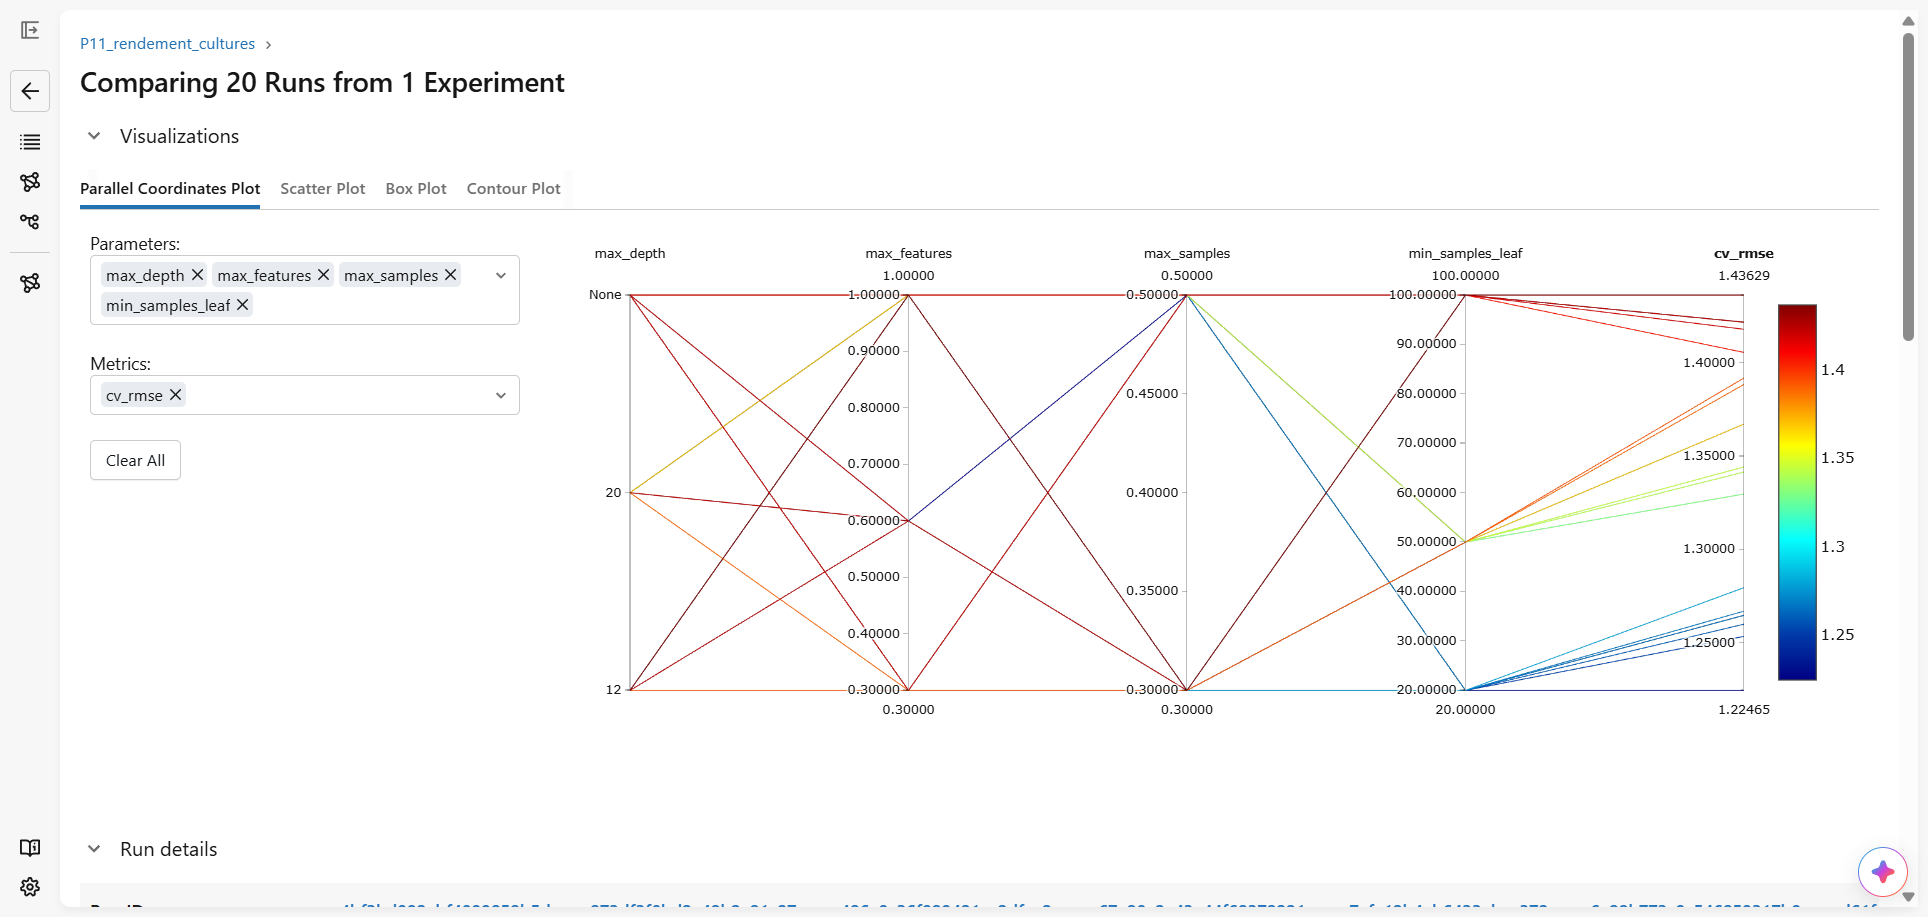 P11_rendement_cultures
Comparing 20 Runs from 1 Experiment
Visualizations
Parallel Coordinates Plot Scatter Plot Box Plot Contour Plot
Parameters:
max_depth max_features max_samples
min_samples_leaf
Metrics:
cv_rmse
Clear All
max_depth max_features max_samples min_samples_leaf cv_rmse
1.00000 0.50000 100.00000 1.43629
None
20
12
1.00000
0.90000
0.80000
0.70000
0.60000
0.50000
0.40000
0.30000
0.30000
0.50000
0.45000
0.40000
0.35000
0.30000
0.30000
100.00000
90.00000
80.00000
70.00000
60.00000
50.00000
40.00000
30.00000
20.00000
20.00000
1.40000
1.35000
1.30000
1.25000
1.22465
1.4
1.35
1.3
1.25
Run details